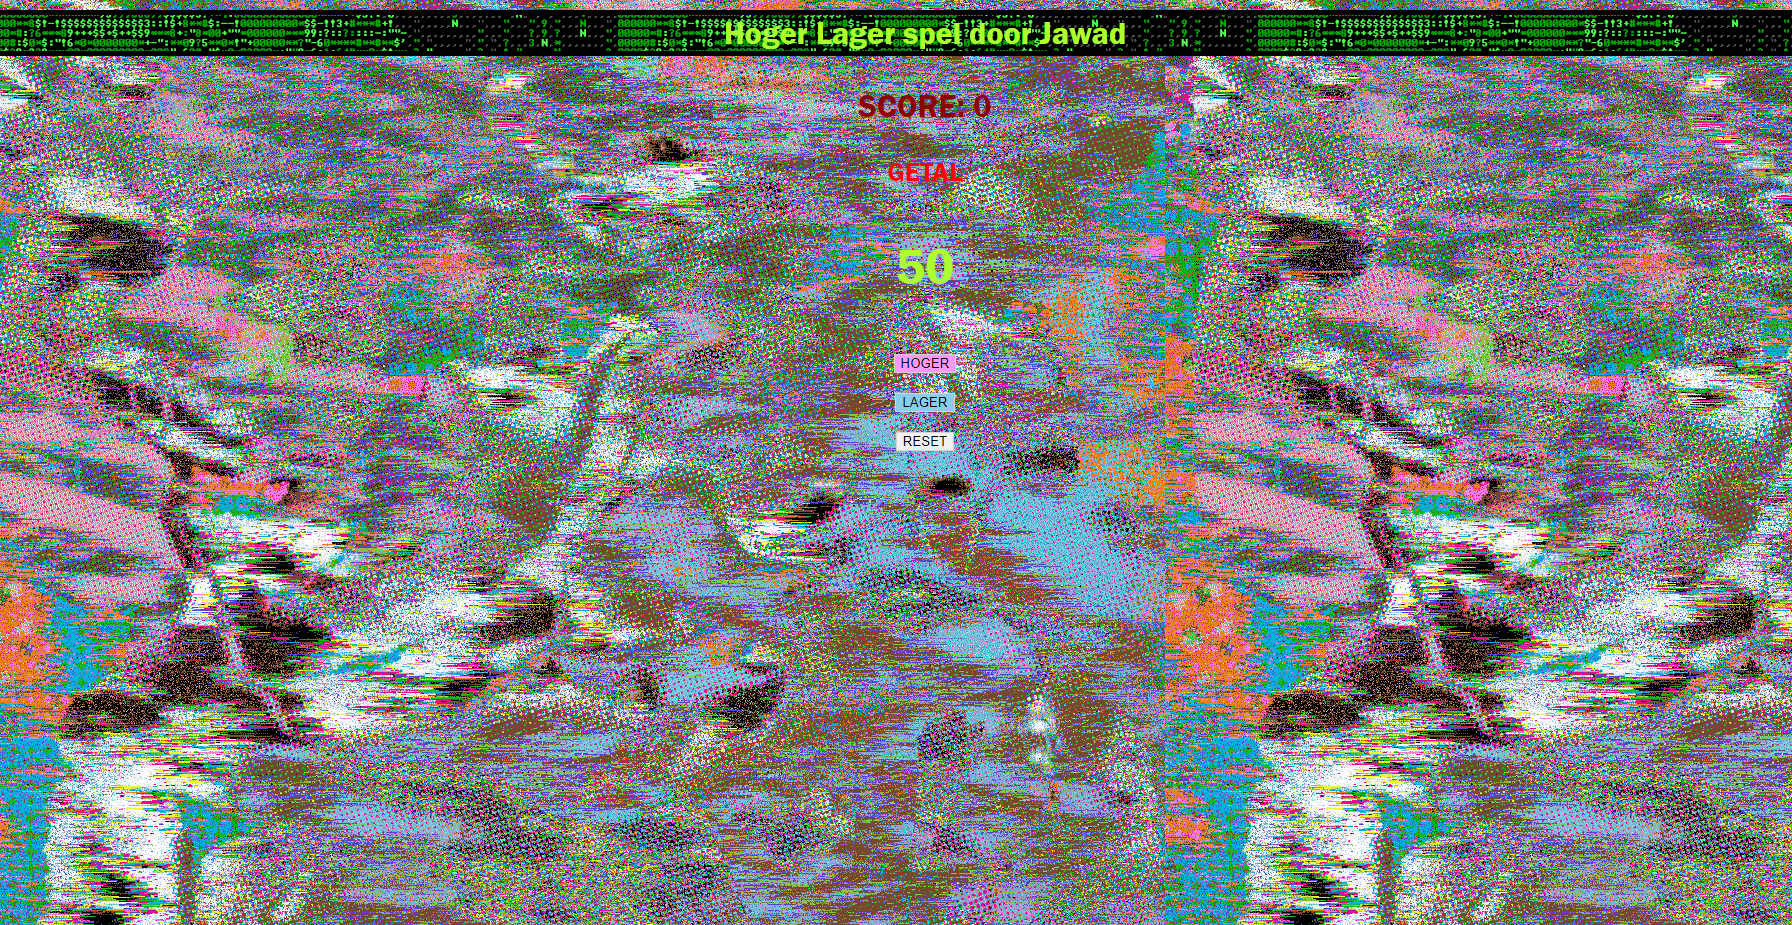 Hoger Lager spel door Jawad
SCORE: 0
GETAL
50
HOGER
LAGER
RESET